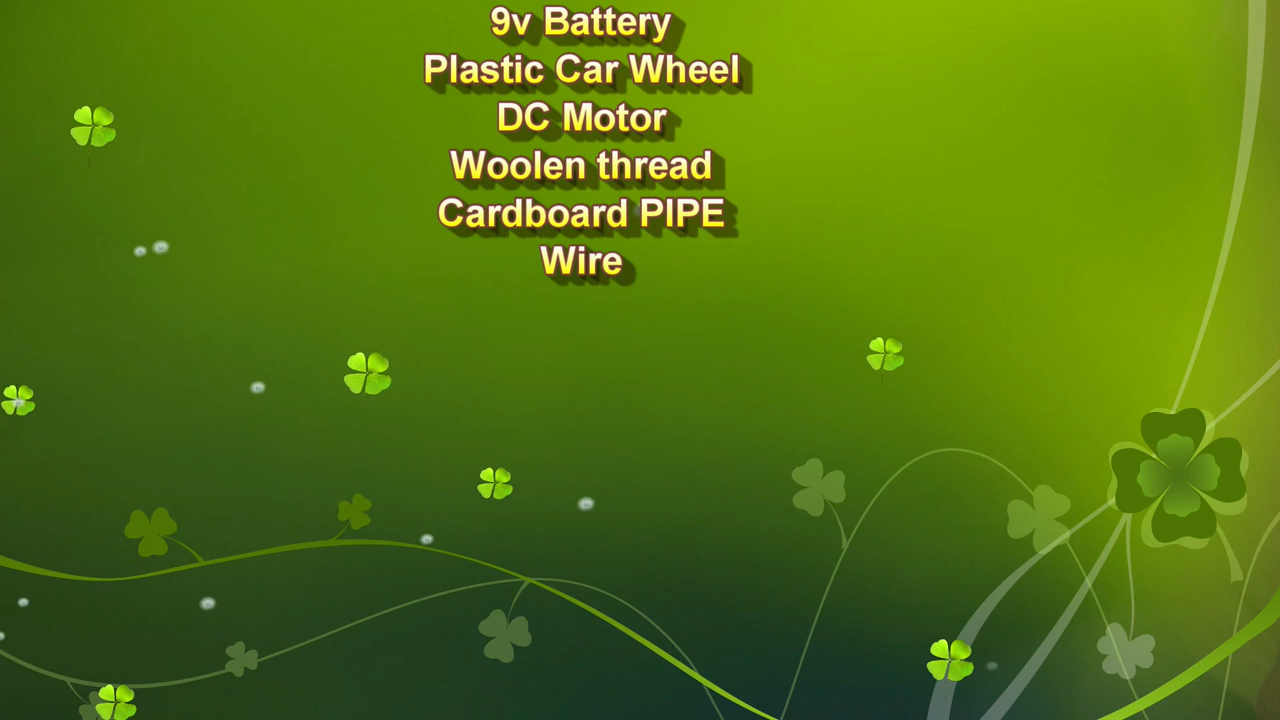 9v Battery
Plastic Car Wheel
DC Motor
Woolen thread
Cardboard PIPE
Wire